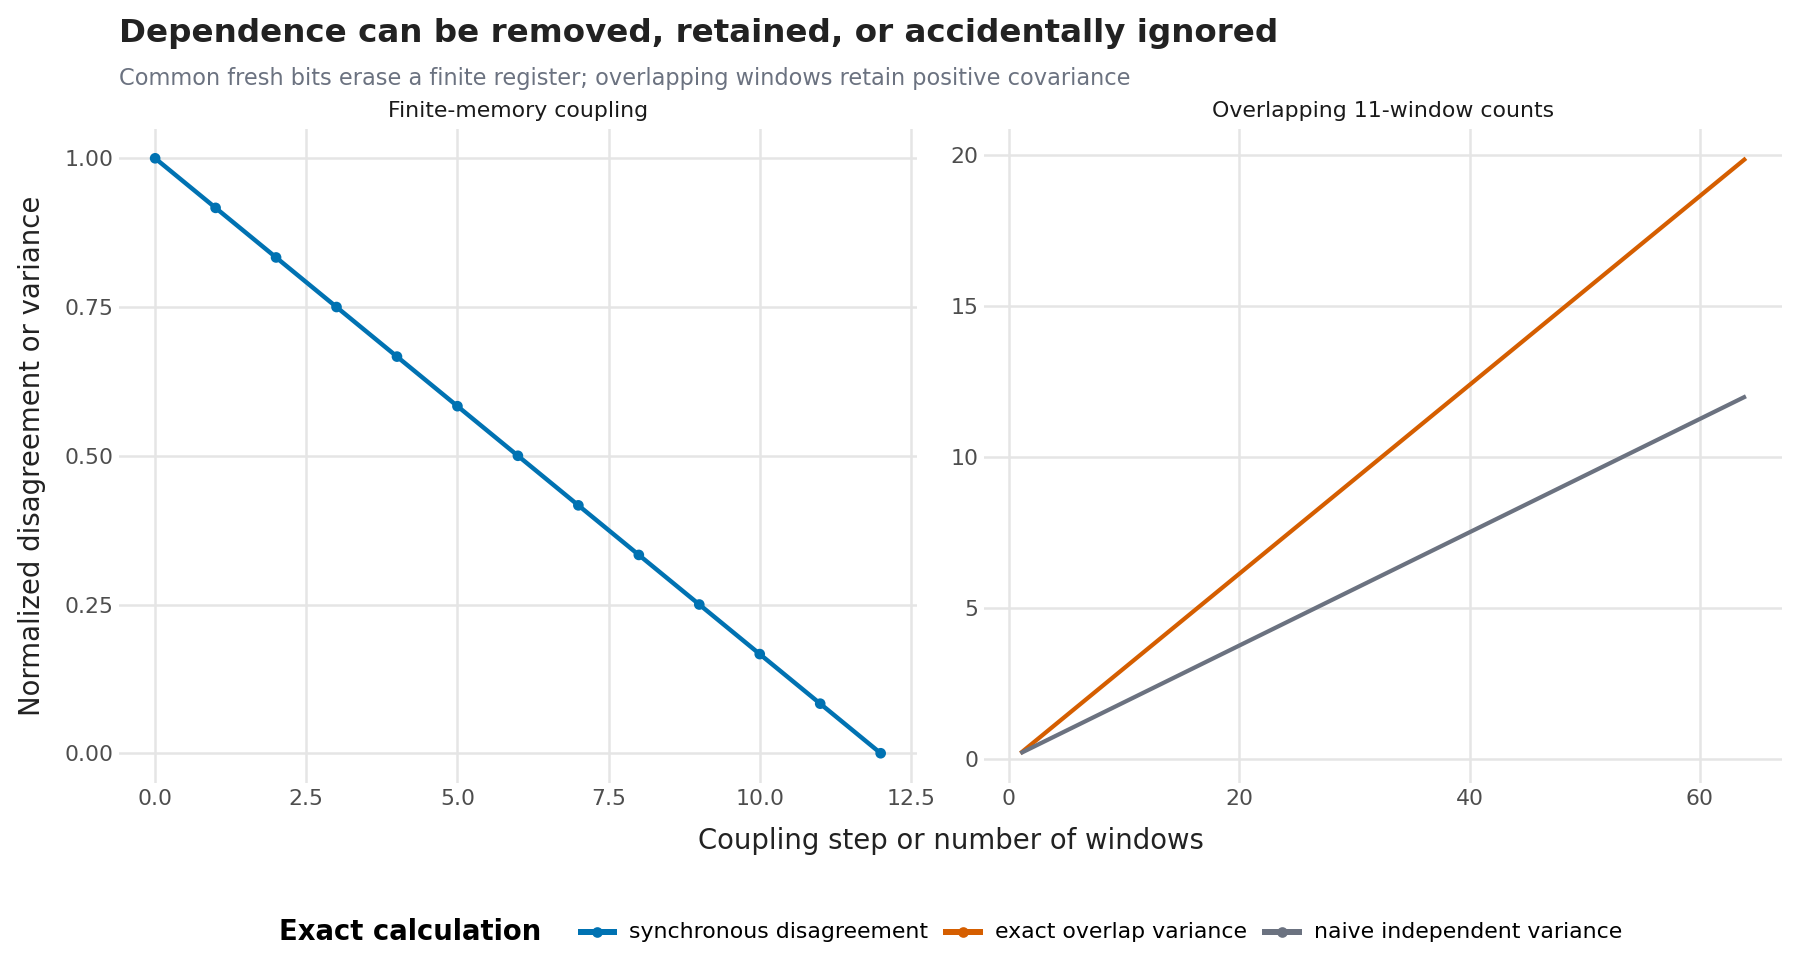 Dependence can be removed, retained, or accidentally ignored
Common fresh bits erase a finite register; overlapping windows retain positive covariance
Finite-memory coupling
Overlapping 11-window counts
Normalized disagreement or variance
1.00
0.75
0.50
0.25
0.00
0.0 2.5 5.0 7.5 10.0 12.5
20
15
10
5
0
0 20 40 60
Coupling step or number of windows
Exact calculation synchronous disagreement exact overlap variance naive independent variance